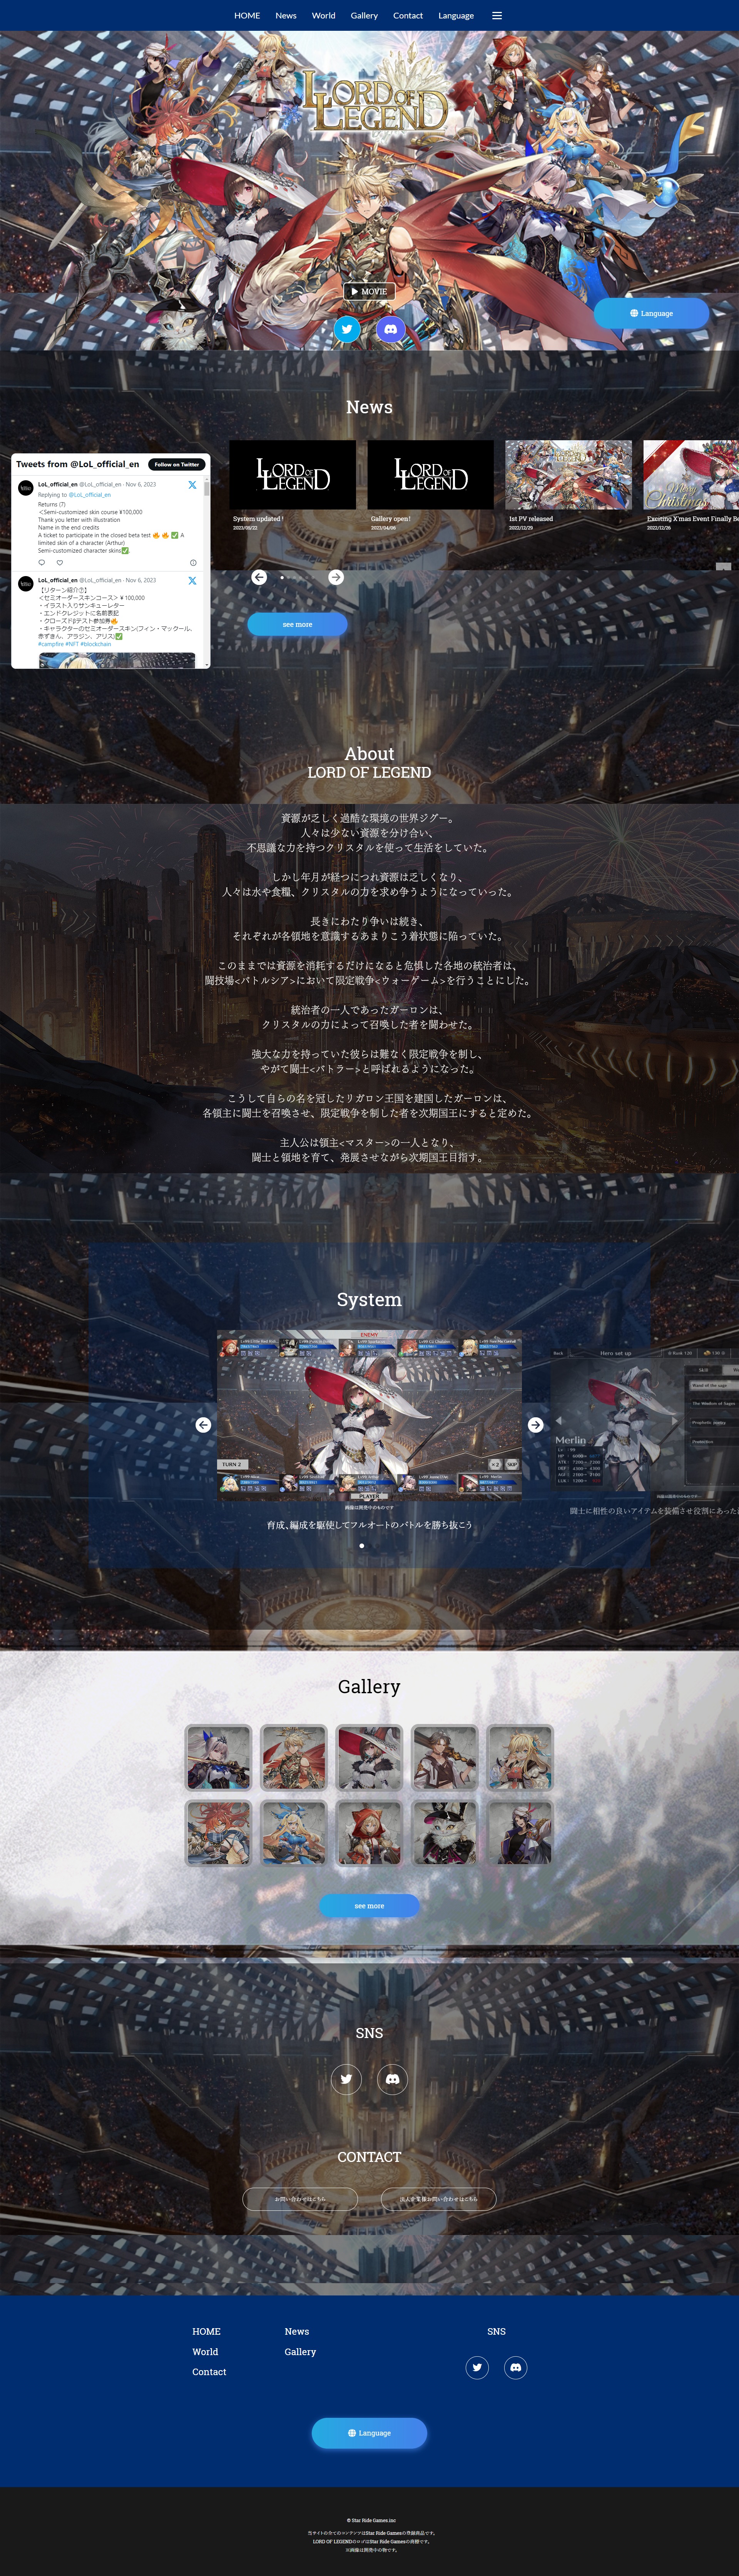 HOME News World Gallery Contact Language
LORD OF LEGEND
MOVIE
Language
News
Tweets from @LoL_official_en
Follow on Twitter
LoL_official_en @LoL_official_en · Nov 6, 2023
Replying to @LoL_official_en
Returns (7)
＜Semi-customized skin course ¥100,000
Thank you letter with illustration
Name in the end credits
A ticket to participate in the closed beta test 🔥 🔥 ✅ A
limited skin of a character (Arthur)
Semi-customized character skins✅.
LoL_official_en @LoL_official_en · Nov 6, 2023
【リターン紹介⑦】
＜セミオーダースキンコース＞￥100,000
・イラスト入りサンキューレター
・エンドクレジットに名前表記
・クローズドβテスト参加券🔥
・キャラクターのセミオーダースキン(フィン・マックール、
赤ずきん、アラジン、アリス)✅
#campfire #NFT #blockchain
LORD OF LEGEND
System updated !
2023/08/22
LORD OF LEGEND
Gallery open !
2023/04/06
LORD OF LEGEND
1st PV released
2022/12/29
Merry Christmas
Exciting X'mas Event Finally Be
2022/12/26
see more
About
LORD OF LEGEND
資源が乏しく過酷な環境の世界ジグー。
人々は少ない資源を分け合い、
不思議な力を持つクリスタルを使って生活をしていた。
しかし年月が経つにつれ資源は乏しくなり、
人々は水や食糧、クリスタルの力を求め争うようになっていった。
長きにわたり争いは続き、
それぞれが各領地を意識するあまりこう着状態に陥っていた。
このままでは資源を消耗するだけになると危惧した各地の統治者は、
闘技場<バトルシア>において限定戦争<ウォーゲーム>を行うことにした。
統治者の一人であったガーロンは、
クリスタルの力によって召喚した者を闘わせた。
強大な力を持っていた彼らは難なく限定戦争を制し、
やがて闘士<バトラー>と呼ばれるようになった。
こうして自らの名を冠したリガロン王国を建国したガーロンは、
各領主に闘士を召喚させ、限定戦争を制した者を次期国王にすると定めた。
主人公は領主<マスター>の一人となり、
闘士と領地を育て、発展させながら次期国王目指す。
System
ENEMY
TURN 2
×2 SKIP
PLAYER
画像は開発中のものです
育成、編成を駆使してフルオートのバトルを勝ち抜こう
Back
Hero set up
Merlin
闘士に相性の良いアイテムを装備させ役割にあった
Gallery
see more
SNS
CONTACT
お問い合わせはこちら
法人企業様お問い合わせはこちら
HOME News SNS
World Gallery
Contact
Language
© Star Ride Games.inc
当サイトの全てのコンテンツはStar Ride Gamesの登録商品です。
LORD OF LEGENDのロゴはStar Ride Gamesの商標です。
※画像は開発中の物です。